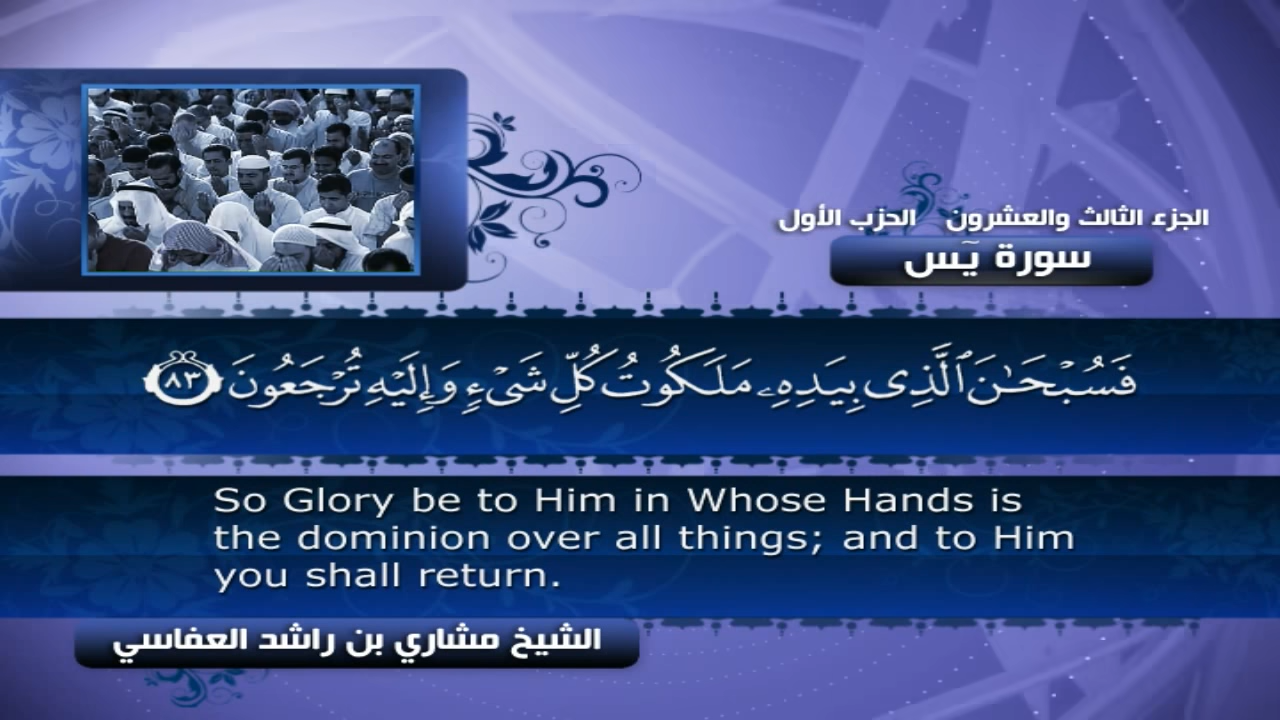 الجزء الثالث والعشرون الحزب الأول
سورة يٓس
فَسُبْحَـٰنَ ٱلَّذِى بِيَدِهِۦ مَلَكُوتُ كُلِّ شَىْءٍ وَإِلَيْهِ تُرْجَعُونَ ٨٣
So Glory be to Him in Whose Hands is
the dominion over all things; and to Him
you shall return.
الشيخ مشاري بن راشد العفاسي